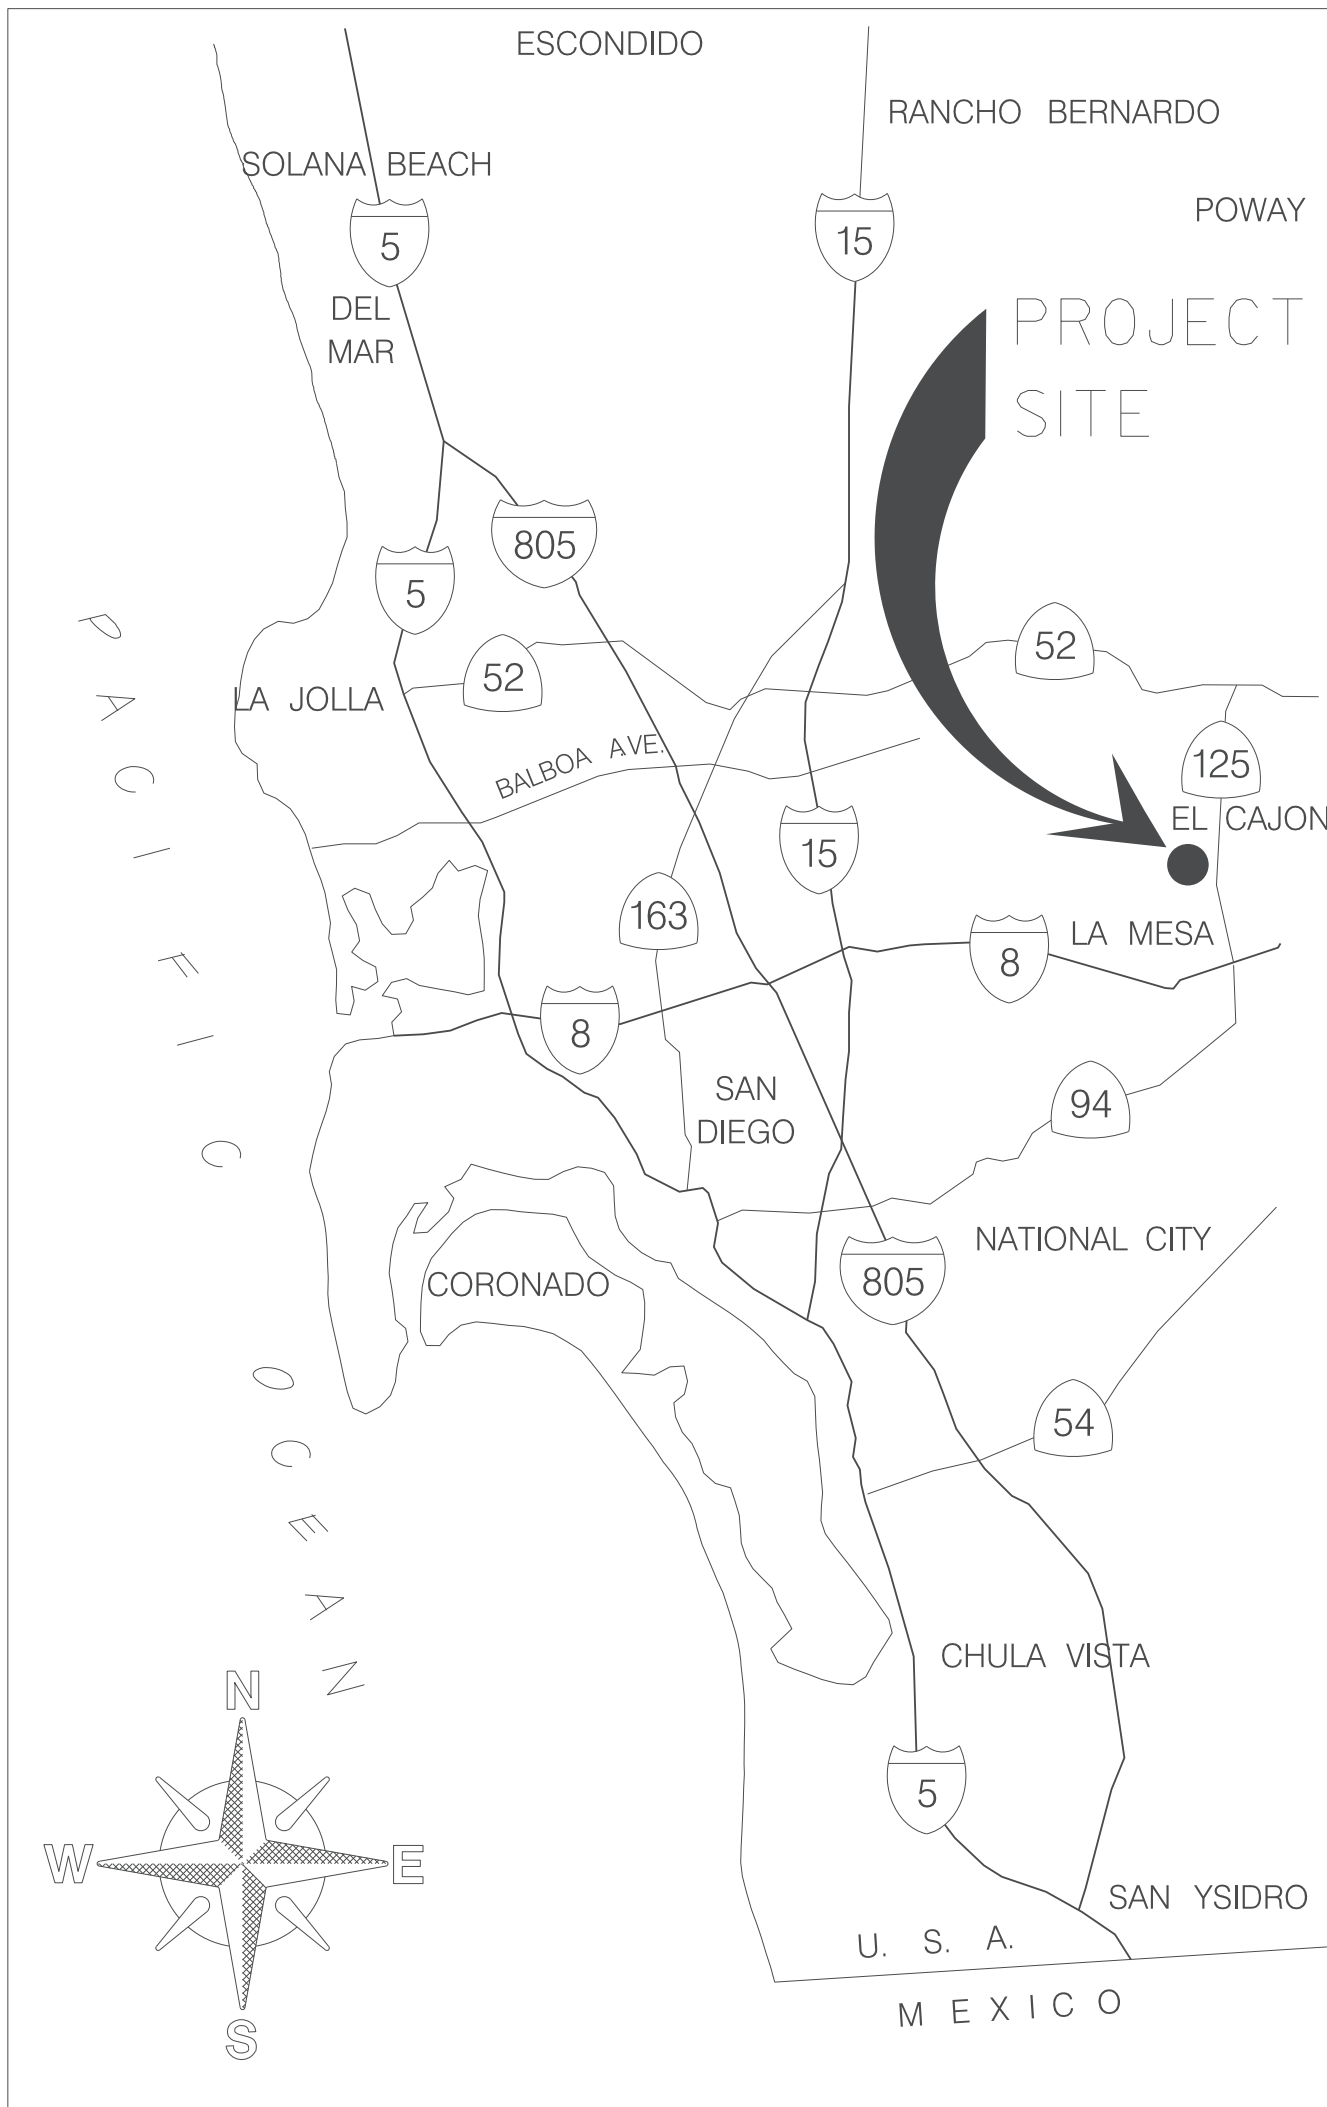 ESCONDIDO
RANCHO BERNARDO
SOLANA BEACH
POWAY
5
15
DEL
MAR
PROJECT
SITE
805
5
52
52
LA JOLLA
BALBOA AVE.
125
EL CAJON
15
163
LA MESA
8
8
SAN
DIEGO
94
NATIONAL CITY
CORONADO
805
54
PACIFIC OCEAN
CHULA VISTA
N
5
W
E
SAN YSIDRO
U. S. A.
MEXICO
S